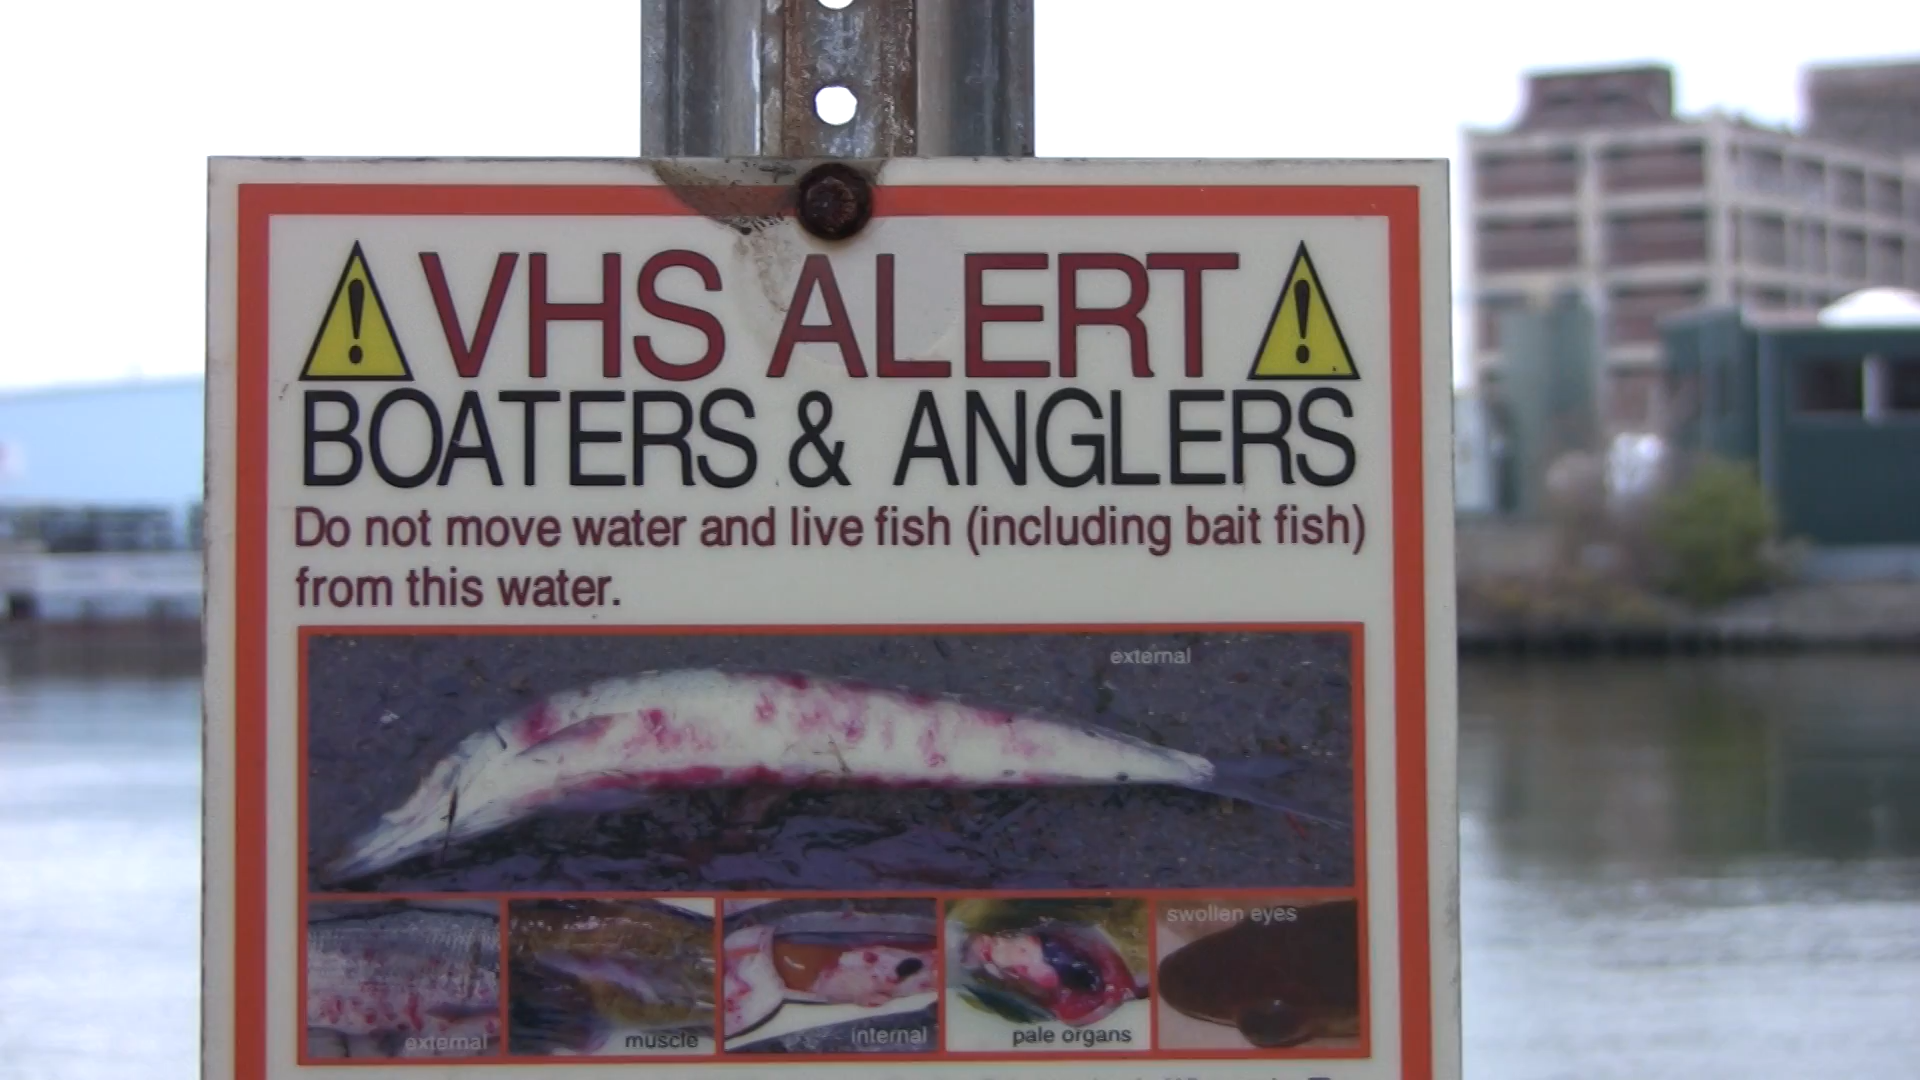 VHS ALERT
BOATERS & ANGLERS
Do not move water and live fish (including bait fish)
from this water.
external
swollen eyes
external
muscle
internal
pale organs